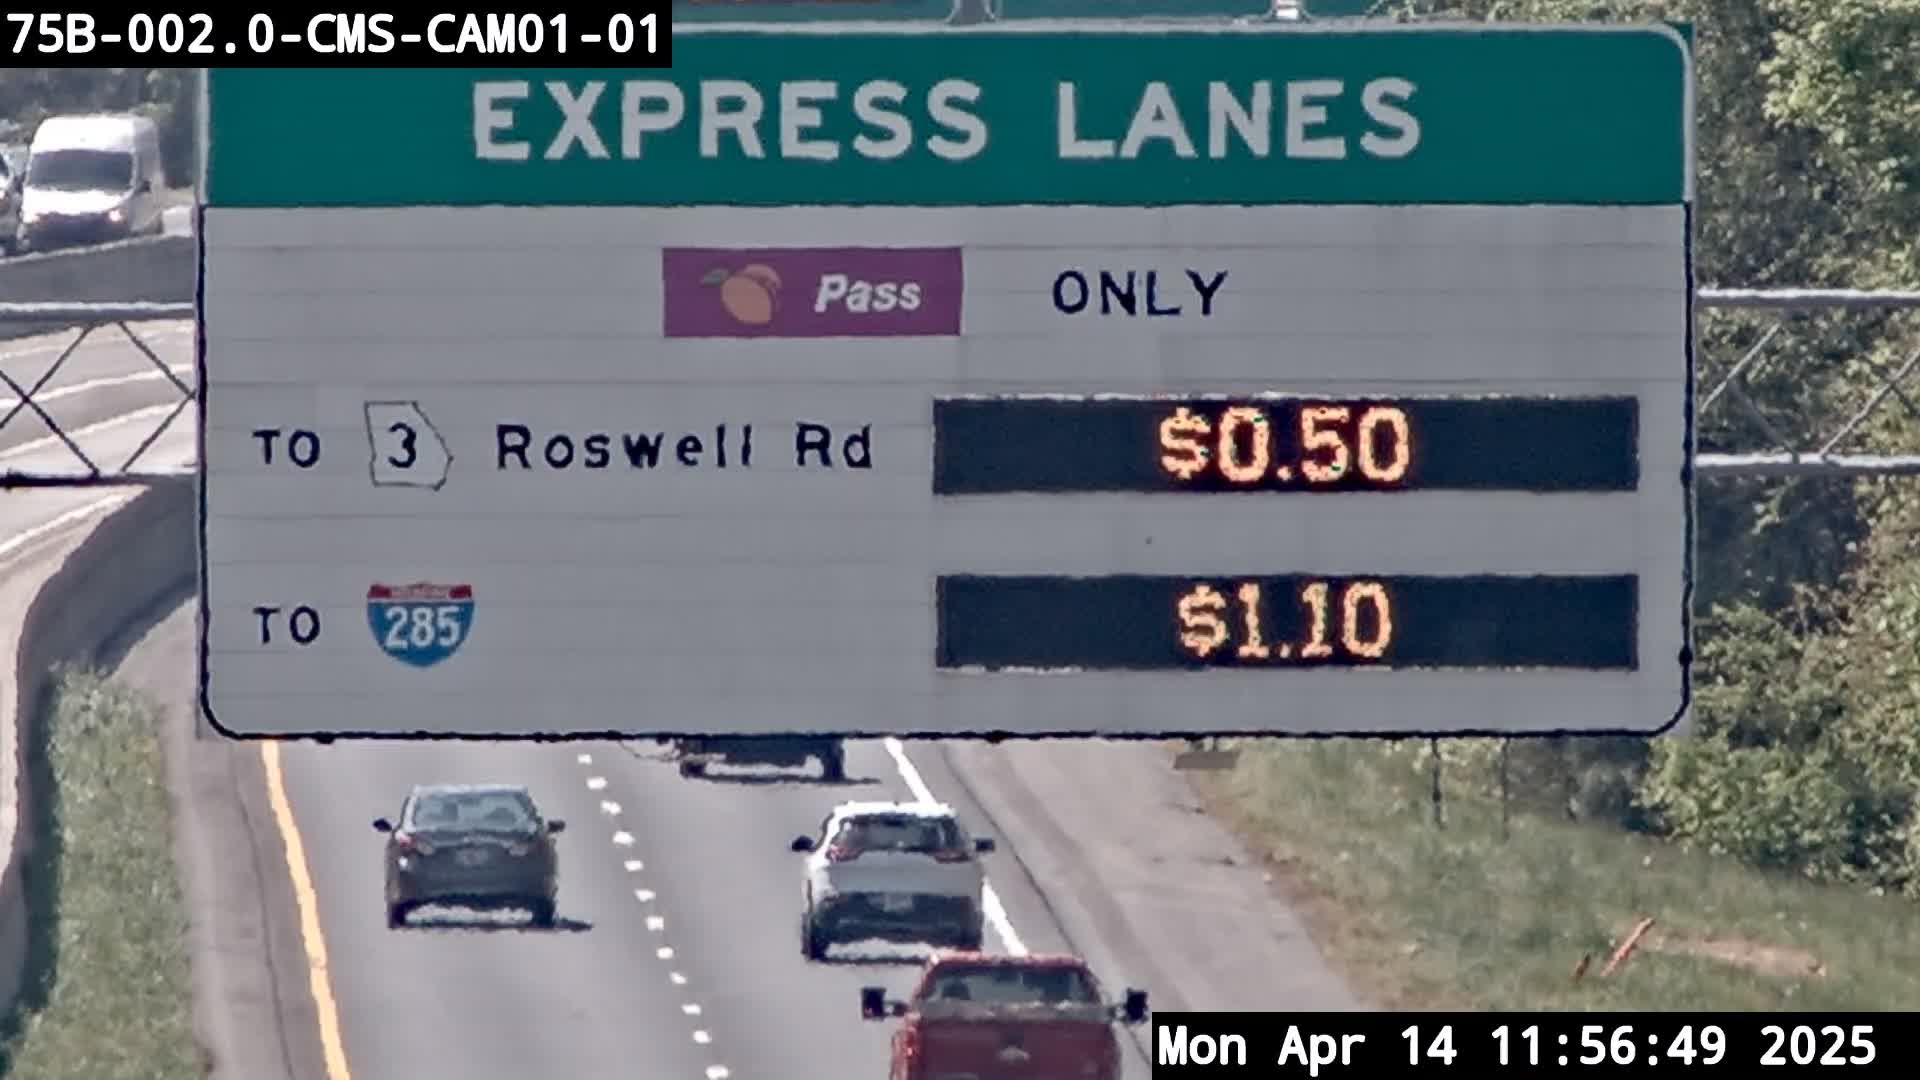 75B-002.0-CMS-CAM01-01
EXPRESS LANES
Pass ONLY
TO 3 Roswell Rd $0.50
TO 285 $1.10
Mon Apr 14 11:56:49 2025